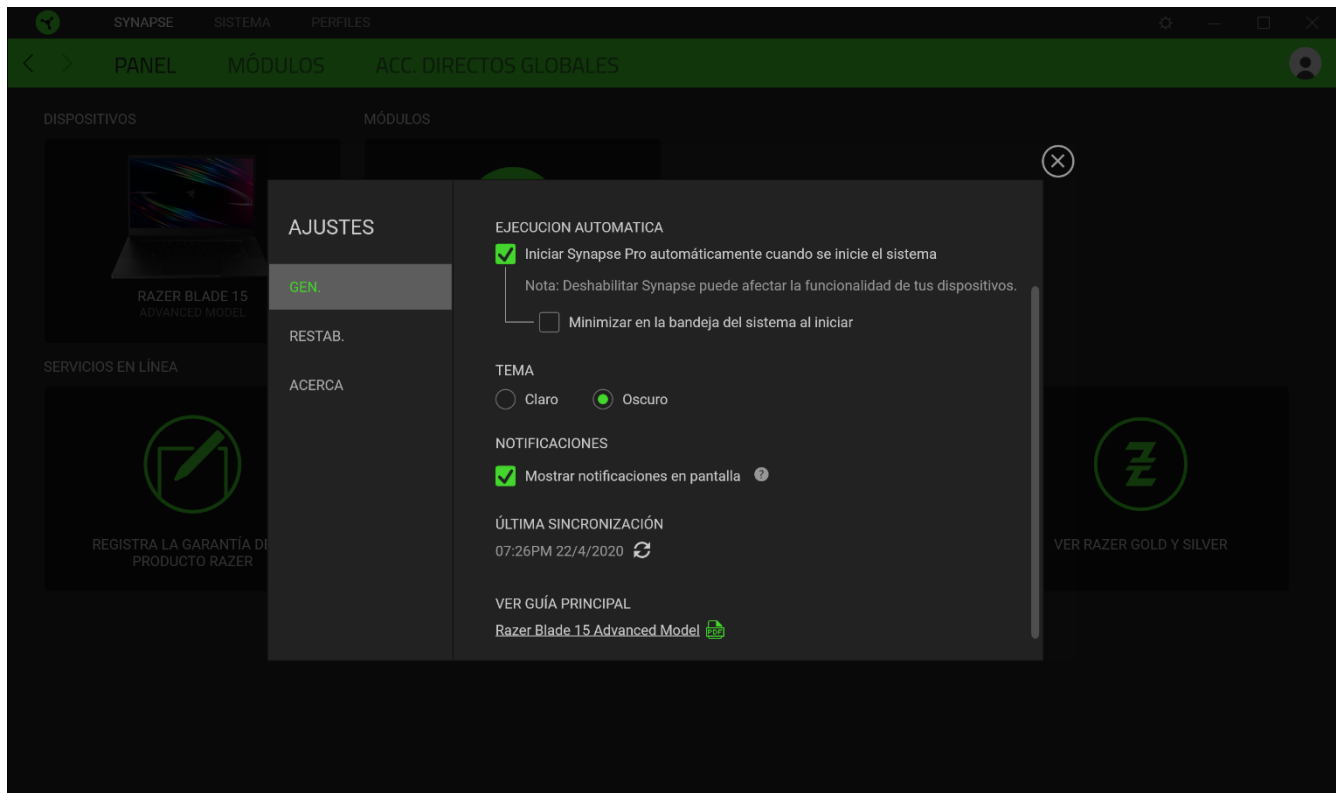 SYNAPSE SISTEMA PERFILES
PANEL MÓDULOS ACC. DIRECTOS GLOBALES
DISPOSITIVOS MÓDULOS
RAZER BLADE 15
ADVANCED MODEL
SERVICIOS EN LÍNEA
REGISTRA LA GARANTÍA
PRODUCTO RAZER
VER RAZER GOLD Y SILVER
AJUSTES
GEN.
RESTAB.
ACERCA
EJECUCION AUTOMATICA
Iniciar Synapse Pro automáticamente cuando se inicie el sistema
Nota: Deshabilitar Synapse puede afectar la funcionalidad de tus dispositivos.
Minimizar en la bandeja del sistema al iniciar
TEMA
Claro Oscuro
NOTIFICACIONES
Mostrar notificaciones en pantalla ?
ÚLTIMA SINCRONIZACIÓN
07:26PM 22/4/2020
VER GUÍA PRINCIPAL
Razer Blade 15 Advanced Model PDF